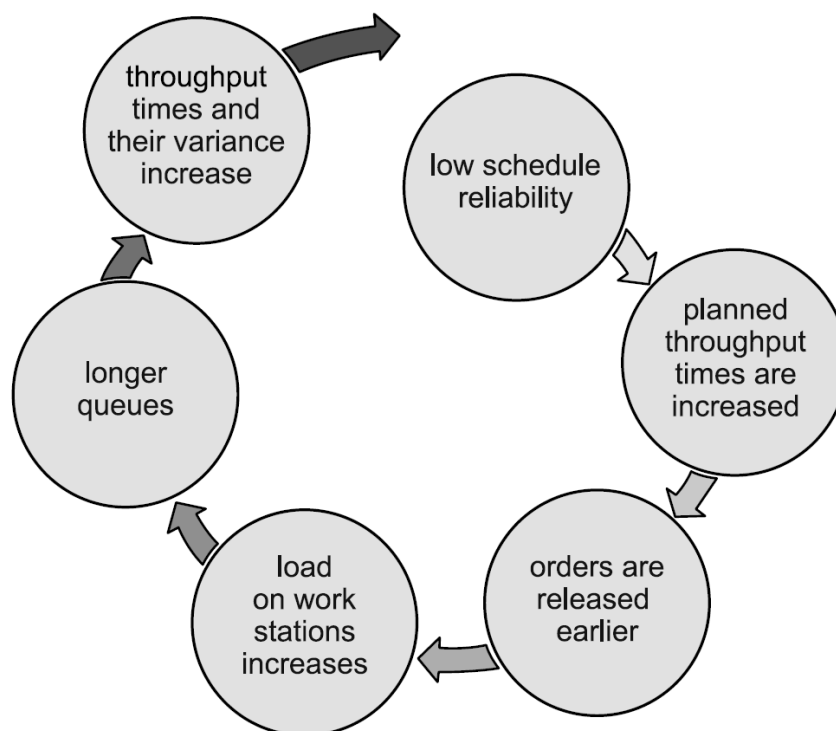 throughput
times and
their variance
increase
low schedule
reliability
planned
throughput
times are
increased
orders are
released
earlier
load
on work
stations
increases
longer
queues